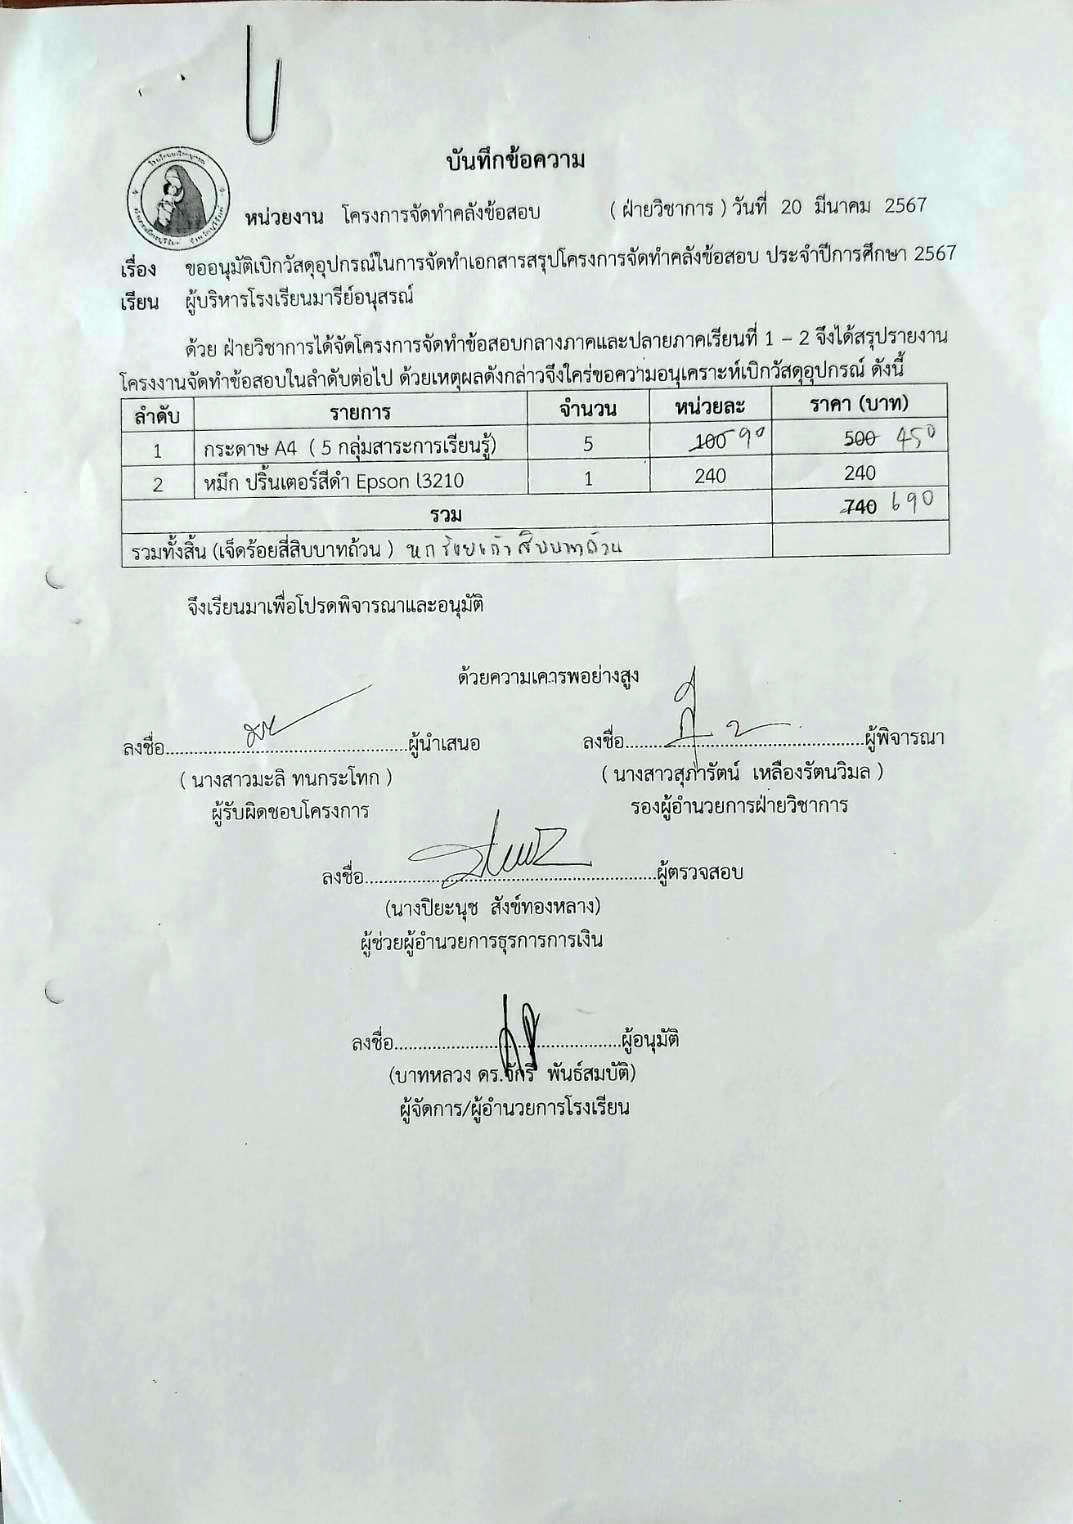 บันทึกข้อความ
หน่วยงาน โครงการจัดทำคลังข้อสอบ ( ฝ่ายวิชาการ ) วันที่ 20 มีนาคม 2567
เรื่อง ขออนุมัติเบิกวัสดุอุปกรณ์ในการจัดทำเอกสารสรุปโครงการจัดทำคลังข้อสอบ ประจำปีการศึกษา 2567
เรียน ผู้บริหารโรงเรียนมารีย์อนุสรณ์
ด้วย ฝ่ายวิชาการได้จัดโครงการจัดทำข้อสอบกลางภาคและปลายภาคเรียนที่ 1 – 2 จึงได้สรุปรายงาน
โครงงานจัดทำข้อสอบในลำดับต่อไป ด้วยเหตุผลดังกล่าวจึงใคร่ขอความอนุเคราะห์เบิกวัสดุอุปกรณ์ ดังนี้
ลำดับ รายการ จำนวน หน่วยละ ราคา (บาท)
1 กระดาษ A4 ( 5 กลุ่มสาระการเรียนรู้) 5 100 90 500 450
2 หมึก ปริ้นเตอร์สีดำ Epson l3210 1 240 240
รวม 740 690
รวมทั้งสิ้น (เจ็ดร้อยสี่สิบบาทถ้วน ) หกร้อยเก้าสิบบาทถ้วน
จึงเรียนมาเพื่อโปรดพิจารณาและอนุมัติ
ด้วยความเคารพอย่างสูง
ลงชื่อ............................................ผู้นำเสนอ ลงชื่อ............................................ผู้พิจารณา
( นางสาวมะลิ ทนกระโทก ) ( นางสาวสุภารัตน์ เหลืองรัตนวิมล )
ผู้รับผิดชอบโครงการ รองผู้อำนวยการฝ่ายวิชาการ
ลงชื่อ......................................................ผู้ตรวจสอบ
(นางปิยะนุช สังข์ทองหลาง)
ผู้ช่วยผู้อำนวยการธุรการการเงิน
ลงชื่อ..........................................ผู้อนุมัติ
(บาทหลวง ดร.จักรี พันธ์สมบัติ)
ผู้จัดการ/ผู้อำนวยการโรงเรียน